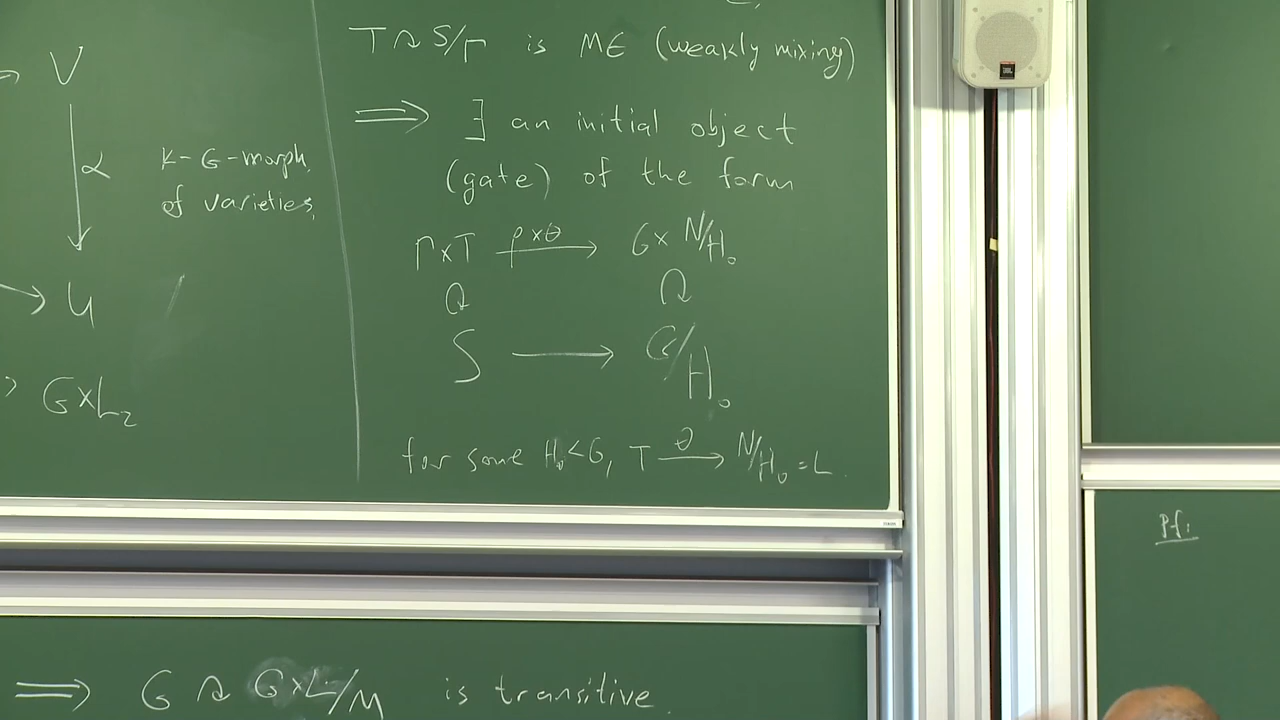 V
α
K-G-morph.
of varieties.
→ U
G×L₂
T ↷ S/Γ is ME (weakly mixing)
⟹ ∃ an initial object
(gate) of the form
Γ×T —ρ×θ→ G× N/H₀
↷ ↷
S ⟶ G/H₀
for some H₀<G, T —θ→ N/H₀ = L.
⟹ G ↷ G×L/M is transitive.
Pf:
JBL